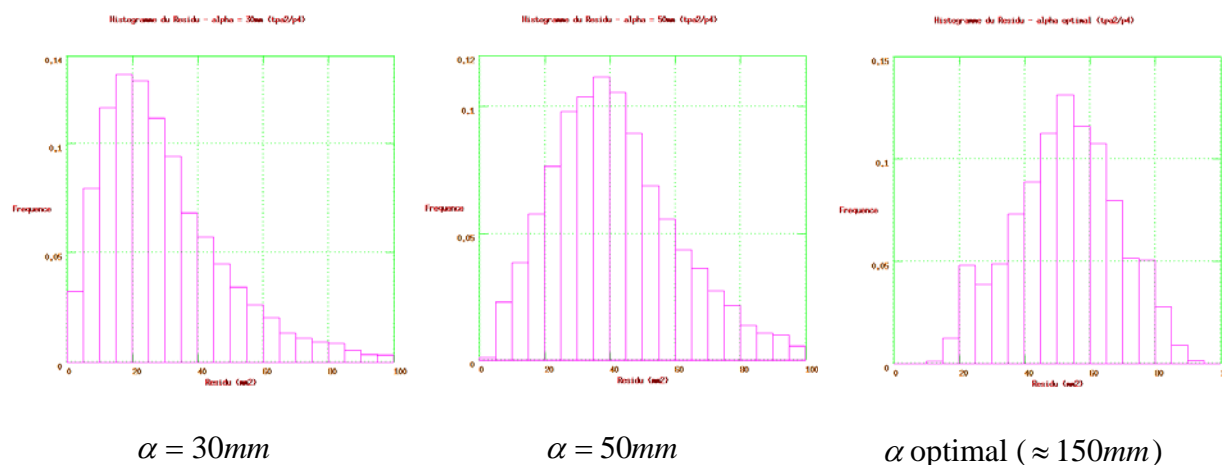 Histogramme du Residu - alpha = 30mm (tpa2/p4)
0.14
0.1
Frequence
0.05
0
0 20 40 60 80 100
Residu (mm2)
Histogramme du Residu - alpha = 50mm (tpa2/p4)
0.12
0.1
Frequence
0.05
0
0 20 40 60 80 100
Residu (mm2)
Histogramme du Residu - alpha optimal (tpa2/p4)
0.15
0.1
Frequence
0.05
0
0 20 40 60 80
Residu (mm2)
α = 30mm
α = 50mm
α optimal (≈150mm)